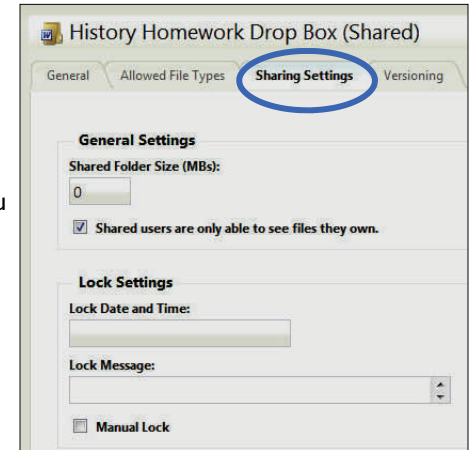 History Homework Drop Box (Shared)
General Allowed File Types Sharing Settings Versioning
General Settings
Shared Folder Size (MBs):
0
Shared users are only able to see files they own.
Lock Settings
Lock Date and Time:
Lock Message:
Manual Lock